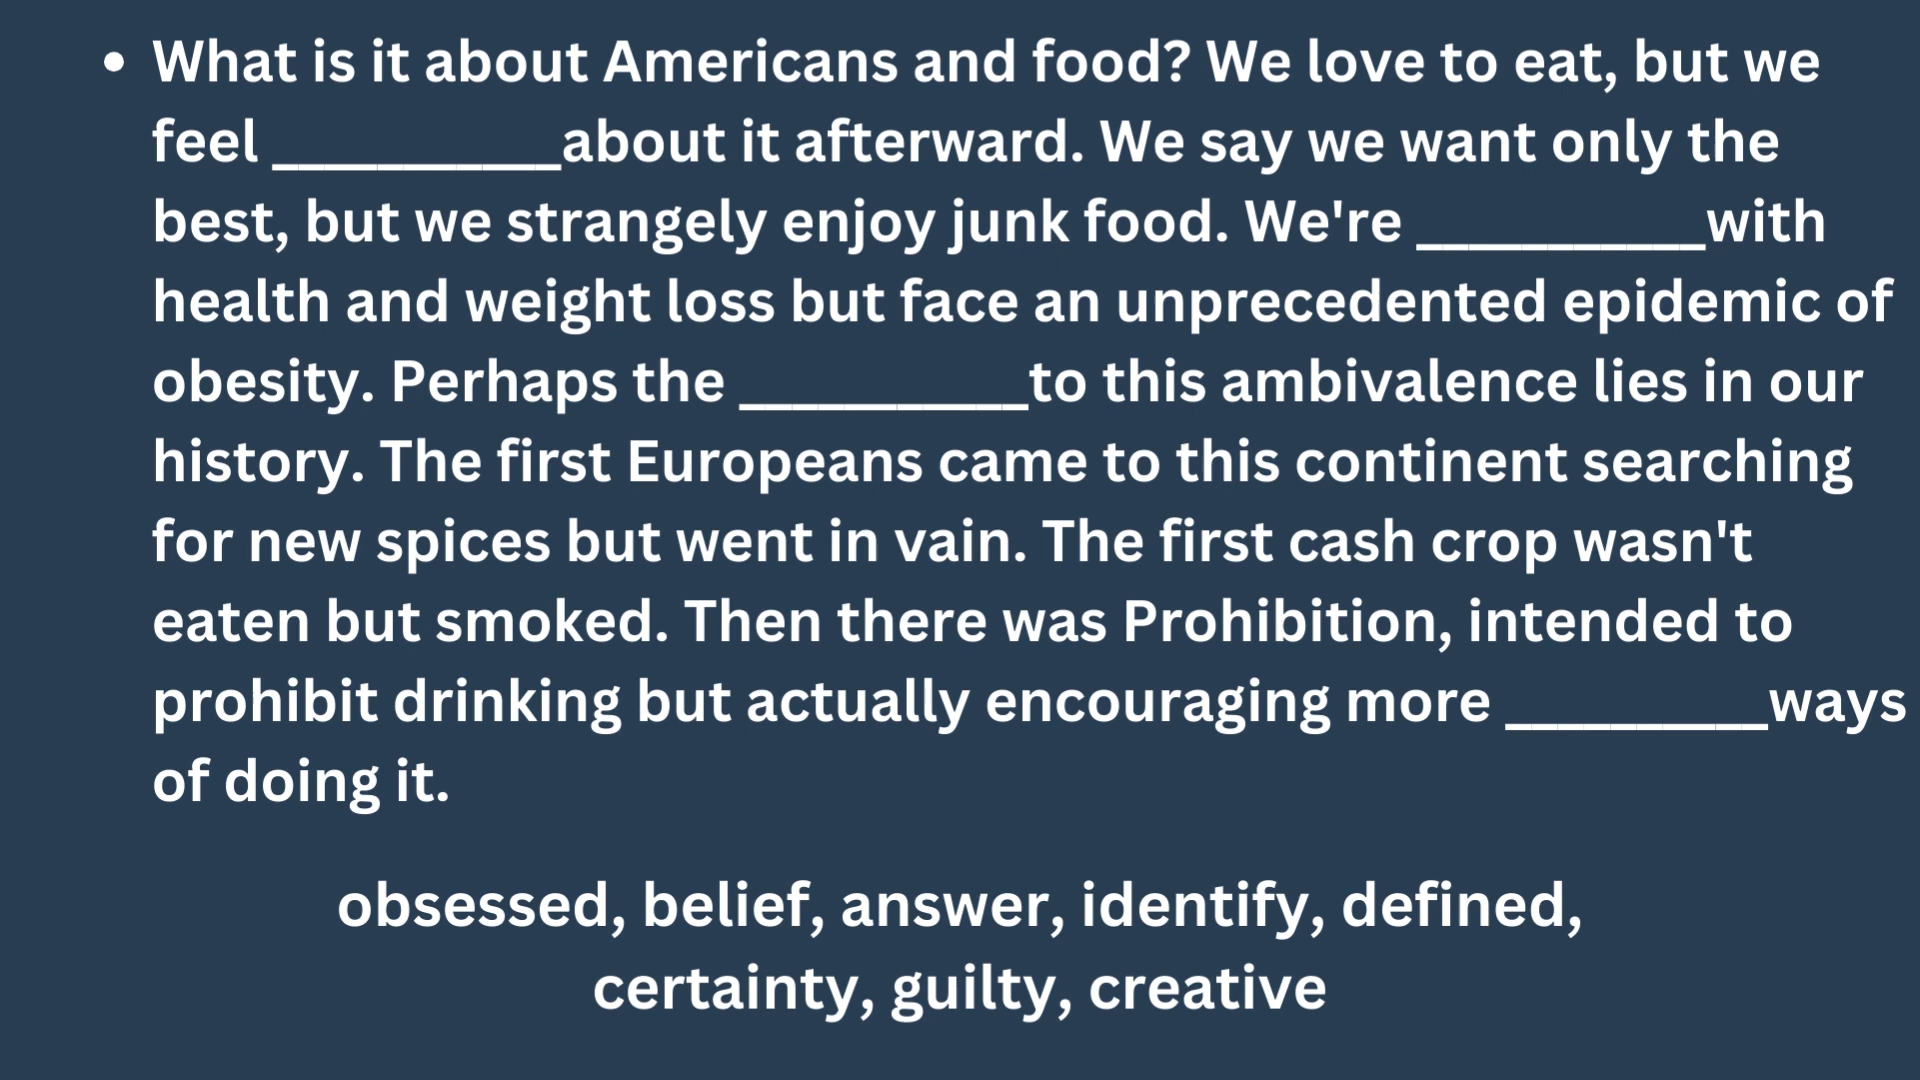 • What is it about Americans and food? We love to eat, but we
feel ___________about it afterward. We say we want only the
best, but we strangely enjoy junk food. We're ___________with
health and weight loss but face an unprecedented epidemic of
obesity. Perhaps the ___________to this ambivalence lies in our
history. The first Europeans came to this continent searching
for new spices but went in vain. The first cash crop wasn't
eaten but smoked. Then there was Prohibition, intended to
prohibit drinking but actually encouraging more __________ways
of doing it.
obsessed, belief, answer, identify, defined,
certainty, guilty, creative